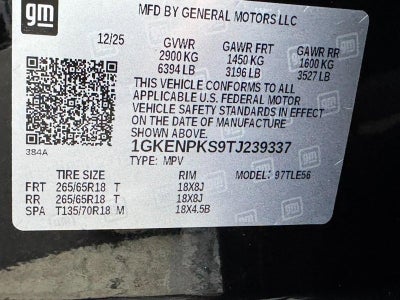 gm
MFD BY GENERAL MOTORS LLC
12/25 GVWR GAWR FRT GAWR RR
2900 KG 1450 KG 1600 KG
6394 LB 3196 LB 3527 LB
THIS VEHICLE CONFORMS TO ALL
APPLICABLE U.S. FEDERAL MOTOR
VEHICLE SAFETY STANDARDS IN EFFECT
ON THE DATE OF MANUFACTURE
SHOWN ABOVE.
384A
1GKENPKS9TJ239337
TYPE: MPV
TIRE SIZE RIM MODEL: 97TLE56
FRT 265/65R18 T 18X8J
RR 265/65R18 T 18X8J
SPA T135/70R18 M 18X4.5B
gm